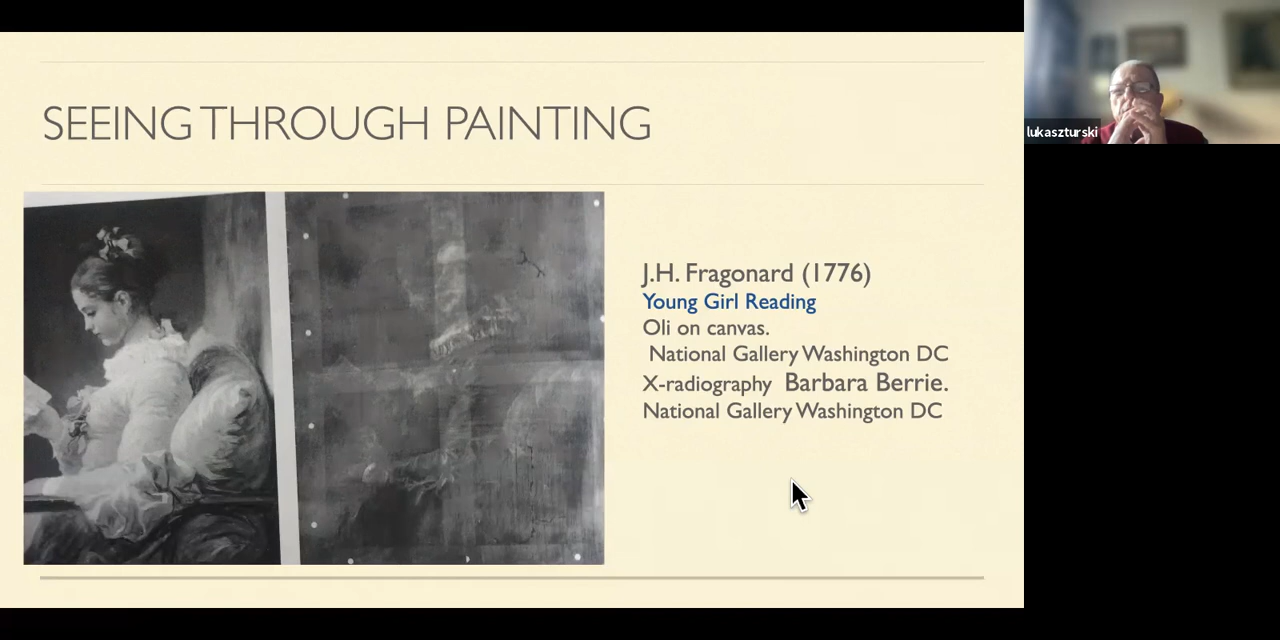 SEEING THROUGH PAINTING
J.H. Fragonard (1776)
Young Girl Reading
Oli on canvas.
National Gallery Washington DC
X-radiography Barbara Berrie.
National Gallery Washington DC
lukaszturski